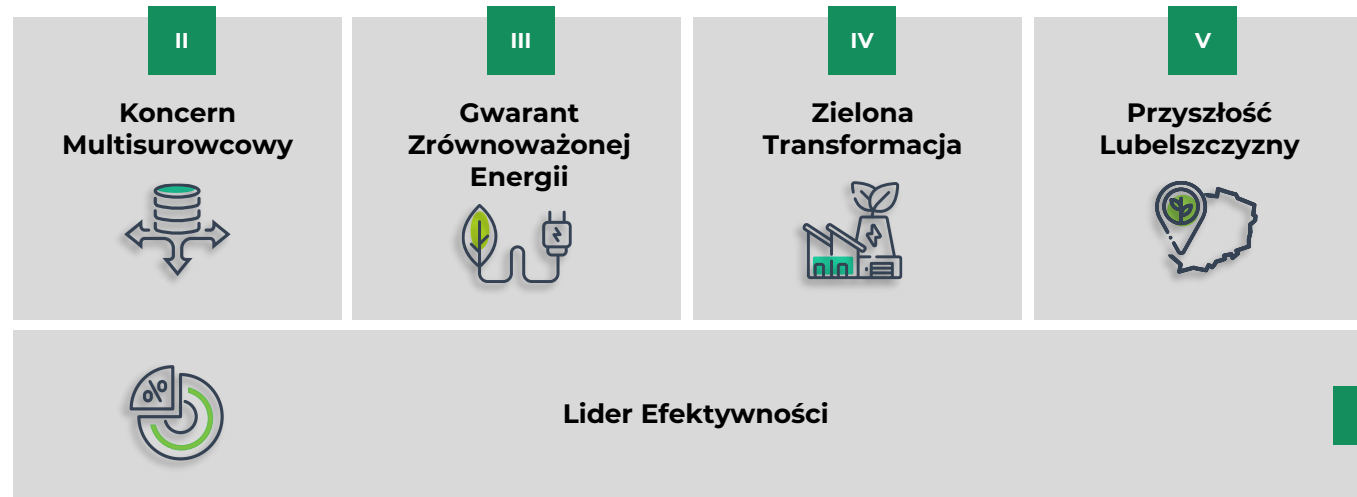 II
III
IV
V
Koncern
Multisurowcowy
Gwarant
Zrównoważonej
Energii
Zielona
Transformacja
Przyszłość
Lubelszczyzny
%
Lider Efektywności